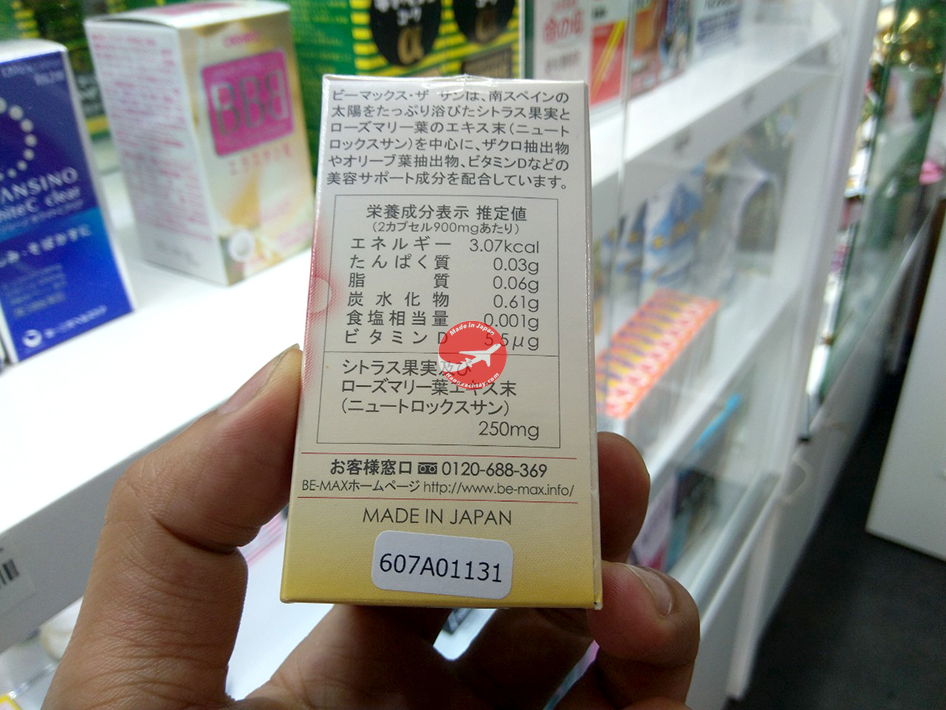 ビーマックス・ザ サンは、南スペインの
太陽をたっぷり浴びたシトラス果実と
ローズマリー葉のエキス末（ニュート
ロックスサン）を中心に、ザクロ抽出物
やオリーブ葉抽出物、ビタミンDなどの
美容サポート成分を配合しています。
栄養成分表示 推定値
（2カプセル900mgあたり）
エネルギー 3.07kcal
たんぱく質 0.03g
脂質 0.06g
炭水化物 0.61g
食塩相当量 0.001g
ビタミンD 5.5μg
シトラス果実及び
ローズマリー葉エキス末
（ニュートロックスサン）
250mg
お客様窓口 0120-688-369
BE-MAXホームページ http://www.be-max.info/
MADE IN JAPAN
607A01131
Made in Japan
BBB
ANSINO